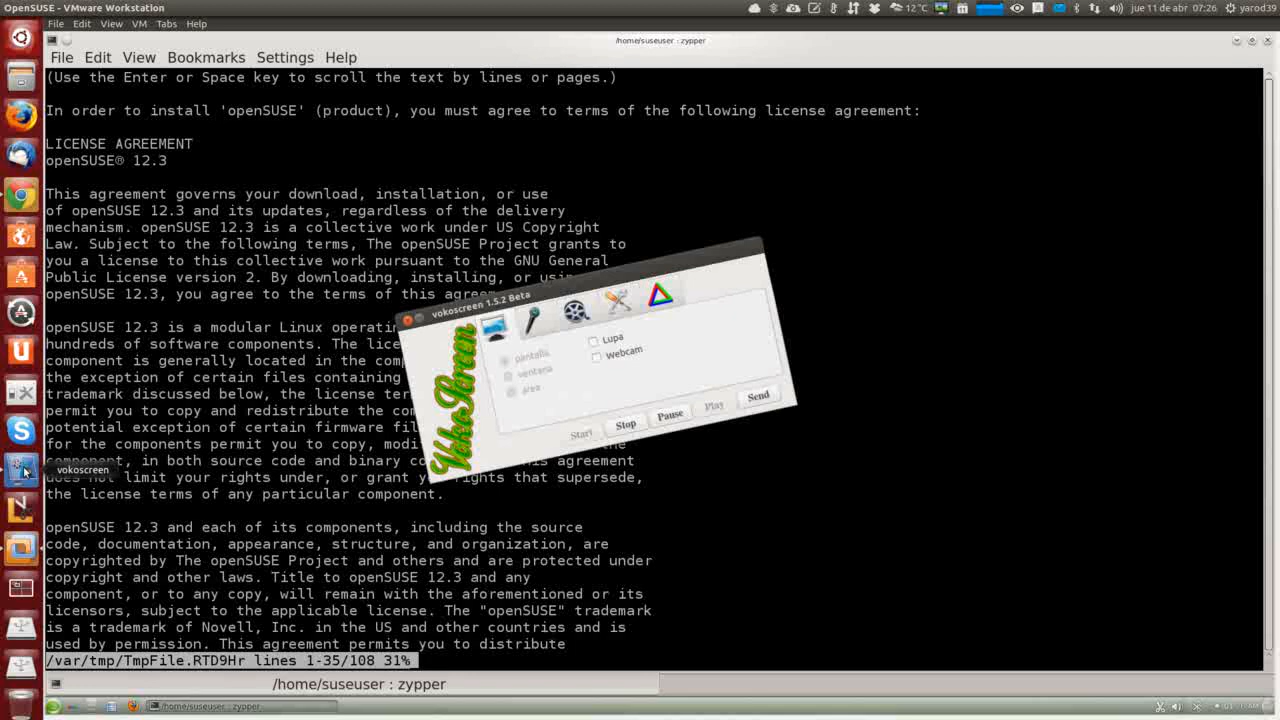 OpenSUSE - VMware Workstation
12°C
jue 11 de abr 07:26 yarod39
File Edit View VM Tabs Help
/home/suseuser : zypper
File Edit View Bookmarks Settings Help
(Use the Enter or Space key to scroll the text by lines or pages.)
In order to install 'openSUSE' (product), you must agree to terms of the following license agreement:
LICENSE AGREEMENT
openSUSE® 12.3
This agreement governs your download, installation, or use
of openSUSE 12.3 and its updates, regardless of the delivery
mechanism. openSUSE 12.3 is a collective work under US Copyright
Law. Subject to the following terms, The openSUSE Project grants to
you a license to this collective work pursuant to the GNU General
Public License version 2. By downloading, installing, or using
openSUSE 12.3, you agree to the terms of this
openSUSE 12.3 is a modular Linux
hundreds of software components. The
component is generally located in the
the exception of certain files containing
trademark discussed below, the license
permit you to copy and redistribute the
potential exception of certain firmware
for the components permit you to copy,
component, in both source code and binary
does not limit your rights under, or grant you rights that supersede,
the license terms of any particular component.
openSUSE 12.3 and each of its components, including the source
code, documentation, appearance, structure, and organization, are
copyrighted by The openSUSE Project and others and are protected under
copyright and other laws. Title to openSUSE 12.3 and any
component, or to any copy, will remain with the aforementioned or its
licensors, subject to the applicable license. The "openSUSE" trademark
is a trademark of Novell, Inc. in the US and other countries and is
used by permission. This agreement permits you to distribute
/var/tmp/TmpFile.RTD9Hr lines 1-35/108 31%
vokoscreen 1.5.2 Beta
VokoScreen
pantalla
ventana
área
Lupa
Webcam
Start Stop Pause Play Send
vokoscreen
/home/suseuser : zypper
/home/suseuser : zypper